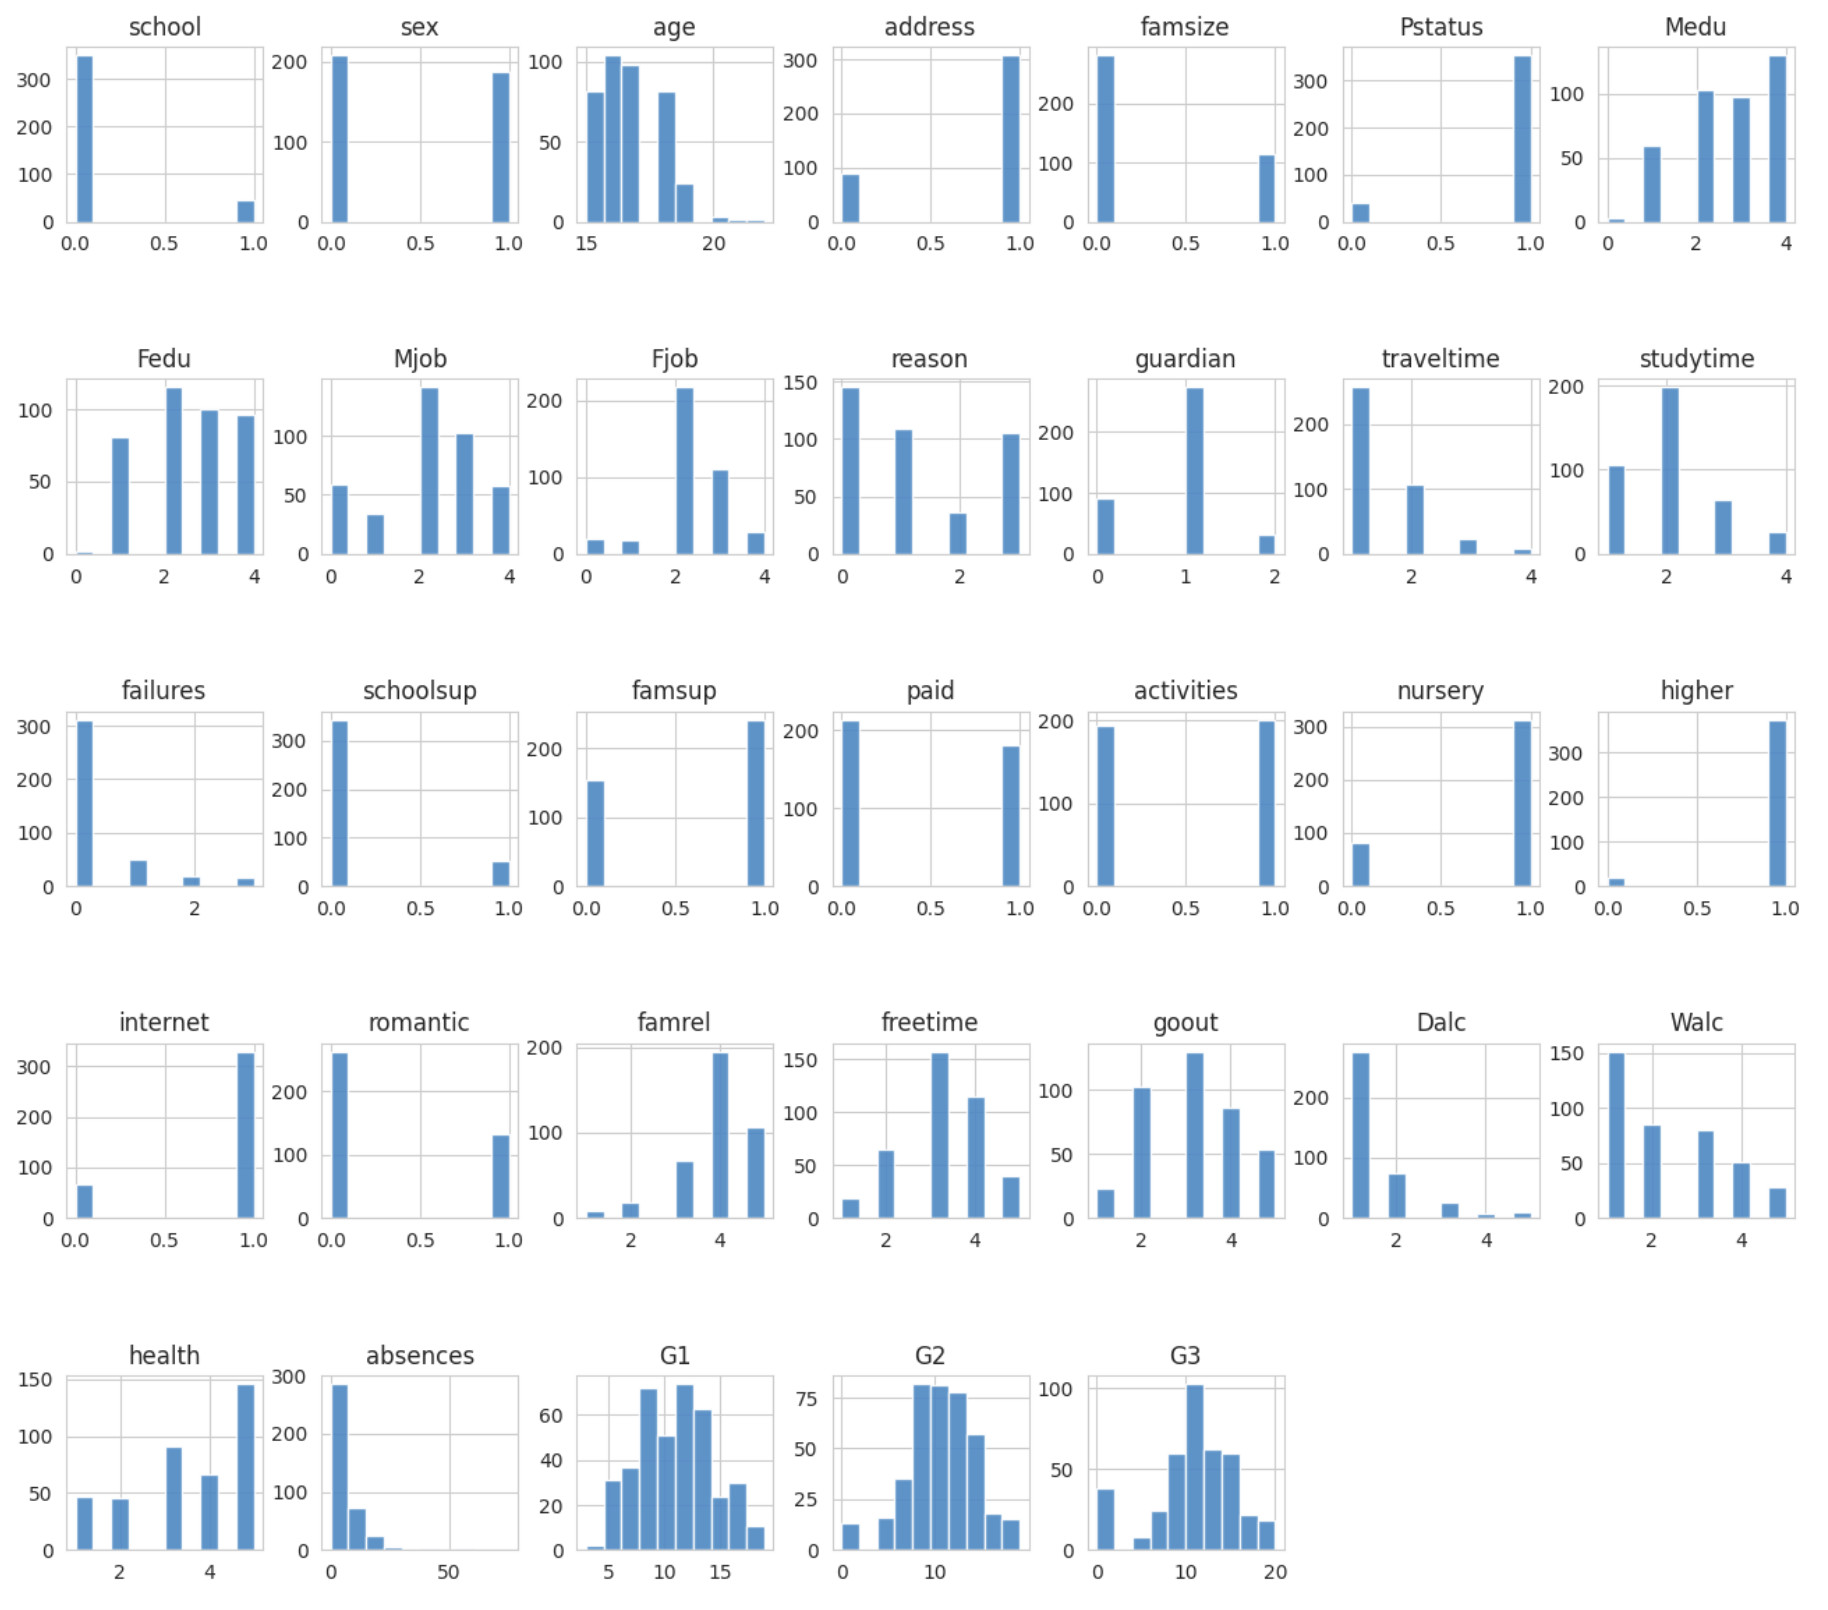 school sex age address famsize Pstatus Medu
300 200 100 0 0.0 0.5 1.0
200 100 0 0.0 0.5 1.0
100 50 0 15 20
300 200 100 0 0.0 0.5 1.0
200 100 0 0.0 0.5 1.0
300 200 100 0 0.0 0.5 1.0
100 50 0 0 2 4
Fedu Mjob Fjob reason guardian traveltime studytime
100 50 0 0 2 4
100 50 0 0 2 4
200 100 0 0 2 4
150 100 50 0 0 2
200 100 0 0 1 2
200 100 0 2 4
200 100 0 2 4
failures schoolsup famsup paid activities nursery higher
300 200 100 0 0 2
300 200 100 0 0.0 0.5 1.0
200 100 0 0.0 0.5 1.0
200 100 0 0.0 0.5 1.0
200 100 0 0.0 0.5 1.0
300 200 100 0 0.0 0.5 1.0
300 200 100 0 0.0 0.5 1.0
internet romantic famrel freetime goout Dalc Walc
300 200 100 0 0.0 0.5 1.0
200 100 0 0.0 0.5 1.0
200 100 0 2 4
150 100 50 0 2 4
100 50 0 2 4
200 100 0 2 4
150 100 50 0 2 4
health absences G1 G2 G3
150 100 50 0 2 4
300 200 100 0 0 50
60 40 20 0 5 10 15
75 50 25 0 0 10
100 50 0 0 10 20